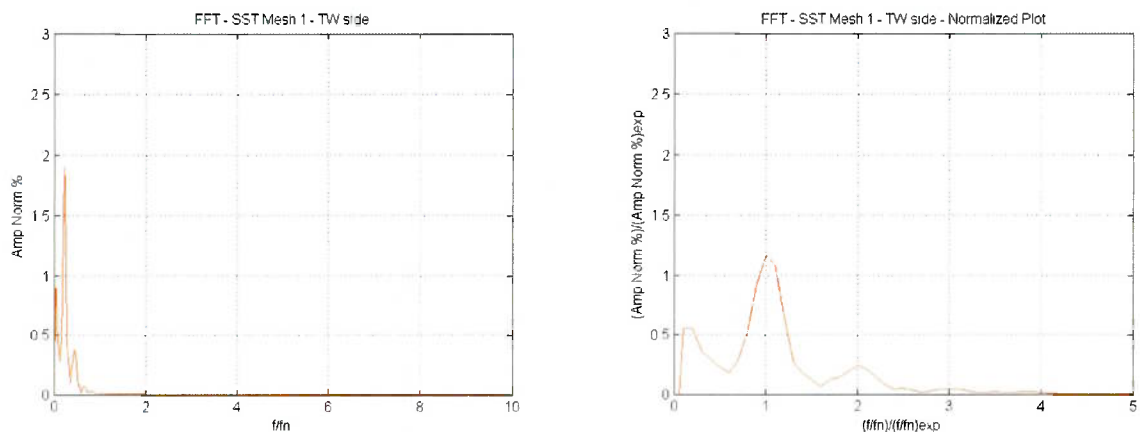 FFT - SST Mesh 1 - TW side
3
2.5
2
1.5
1
0.5
0
Amp Norm %
0 2 4 6 8 10
f/fn
FFT - SST Mesh 1 - TW side - Normalized Plot
3
2.5
2
1.5
1
0.5
0
(Amp Norm %)/(Amp Norm %)exp
0 1 2 3 4 5
(f/fn)/(f/fn)exp